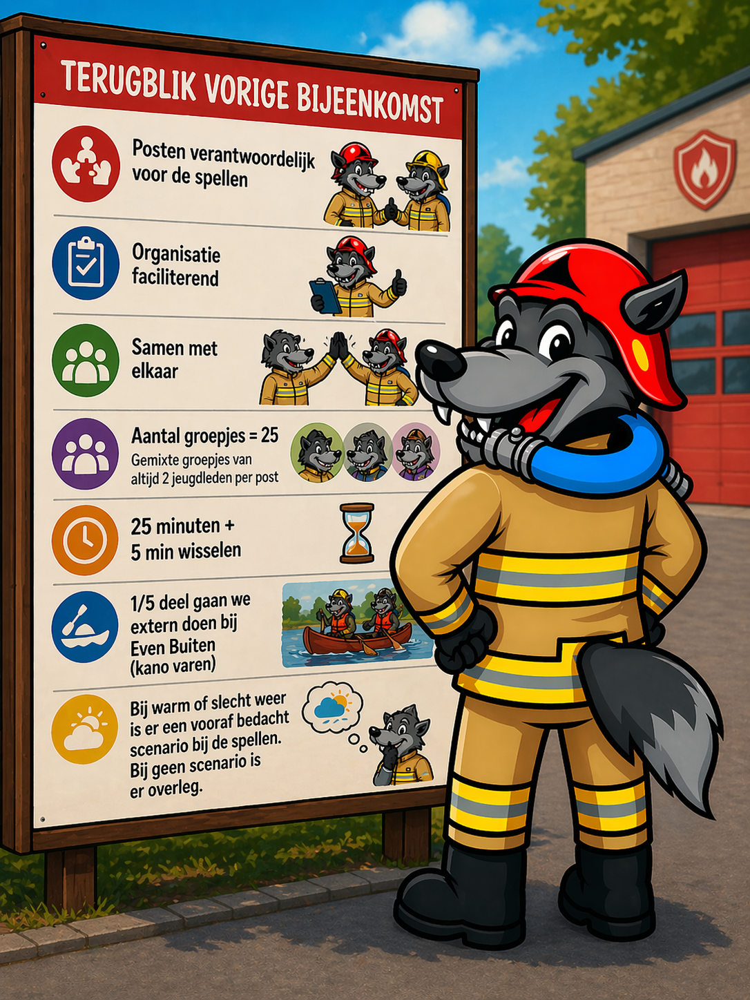 TERUGBLIK VORIGE BIJEENKOMST
Posten verantwoordelijk
voor de spellen
Organisatie
faciliterend
Samen met
elkaar
Aantal groepjes = 25
Gemixte groepjes van
altijd 2 jeugdleden per post
25 minuten +
5 min wisselen
1/5 deel gaan we
extern doen bij
Even Buiten
(kano varen)
Bij warm of slecht weer
is er een vooraf bedacht
scenario bij de spellen.
Bij geen scenario is
er overleg.